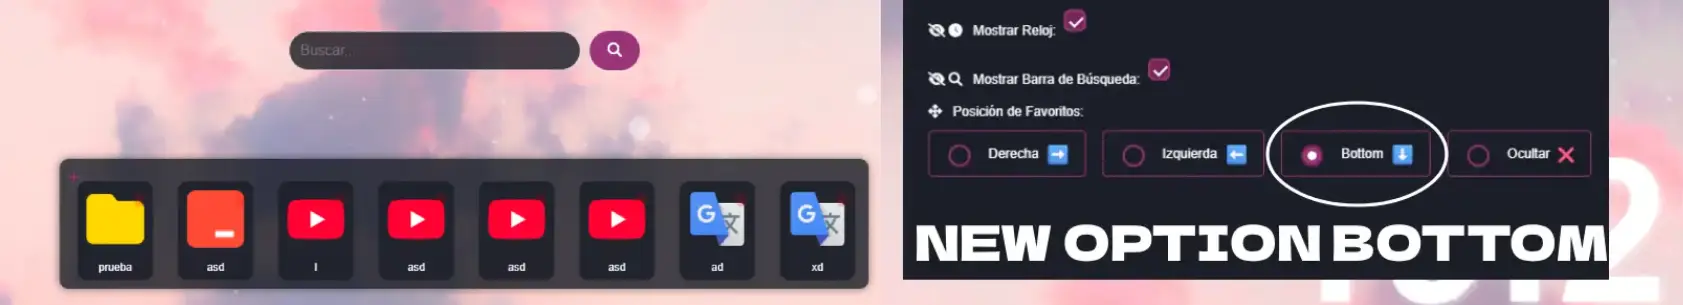 Buscar..
prueba
asd
l
asd
asd
asd
ad
xd
Mostrar Reloj:
Mostrar Barra de Búsqueda:
Posición de Favoritos:
Derecha
Izquierda
Bottom
Ocultar
NEW OPTION BOTTOM